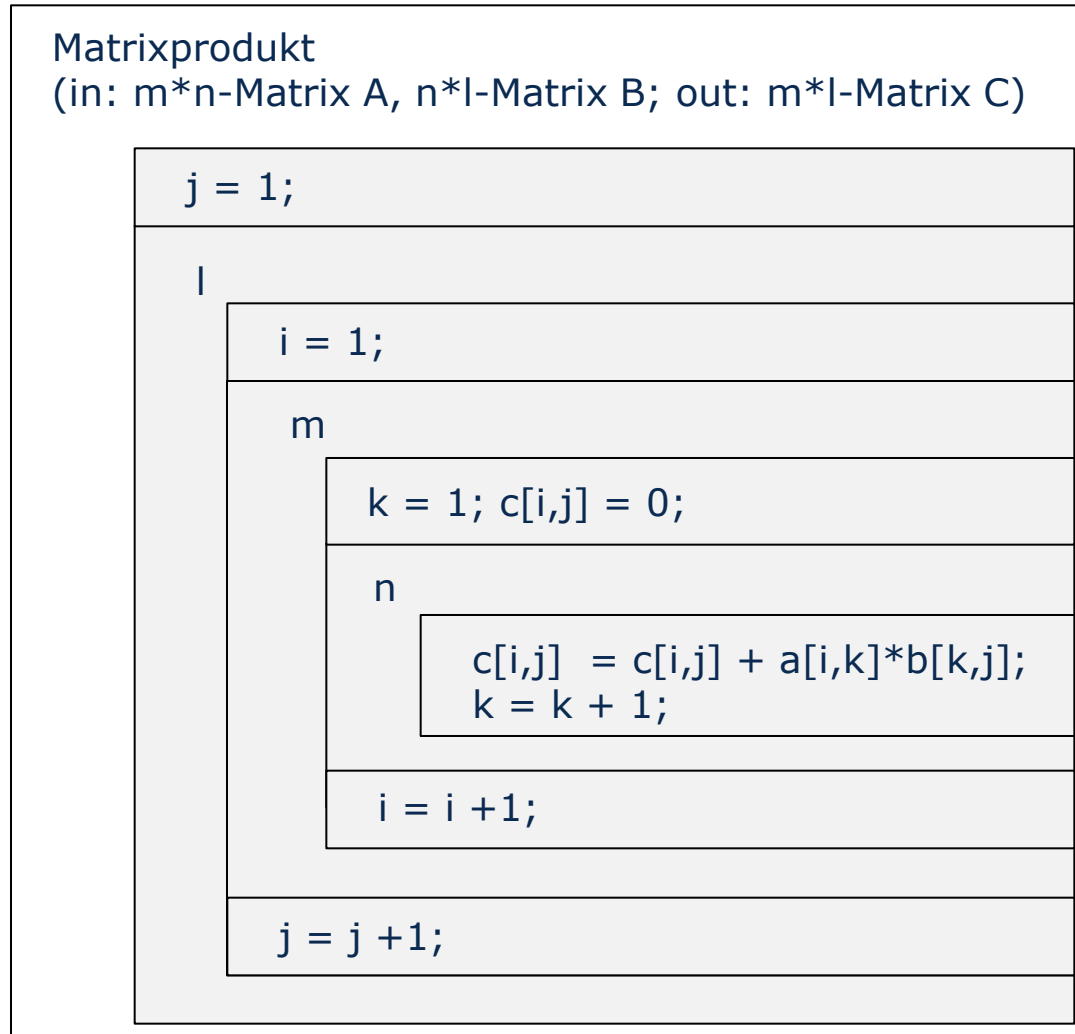 Matrixprodukt
(in: m*n-Matrix A, n*l-Matrix B; out: m*l-Matrix C)
j = 1;
l
i = 1;
m
k = 1; c[i,j] = 0;
n
c[i,j]  = c[i,j] + a[i,k]*b[k,j];
k = k + 1;
i = i +1;
j = j +1;